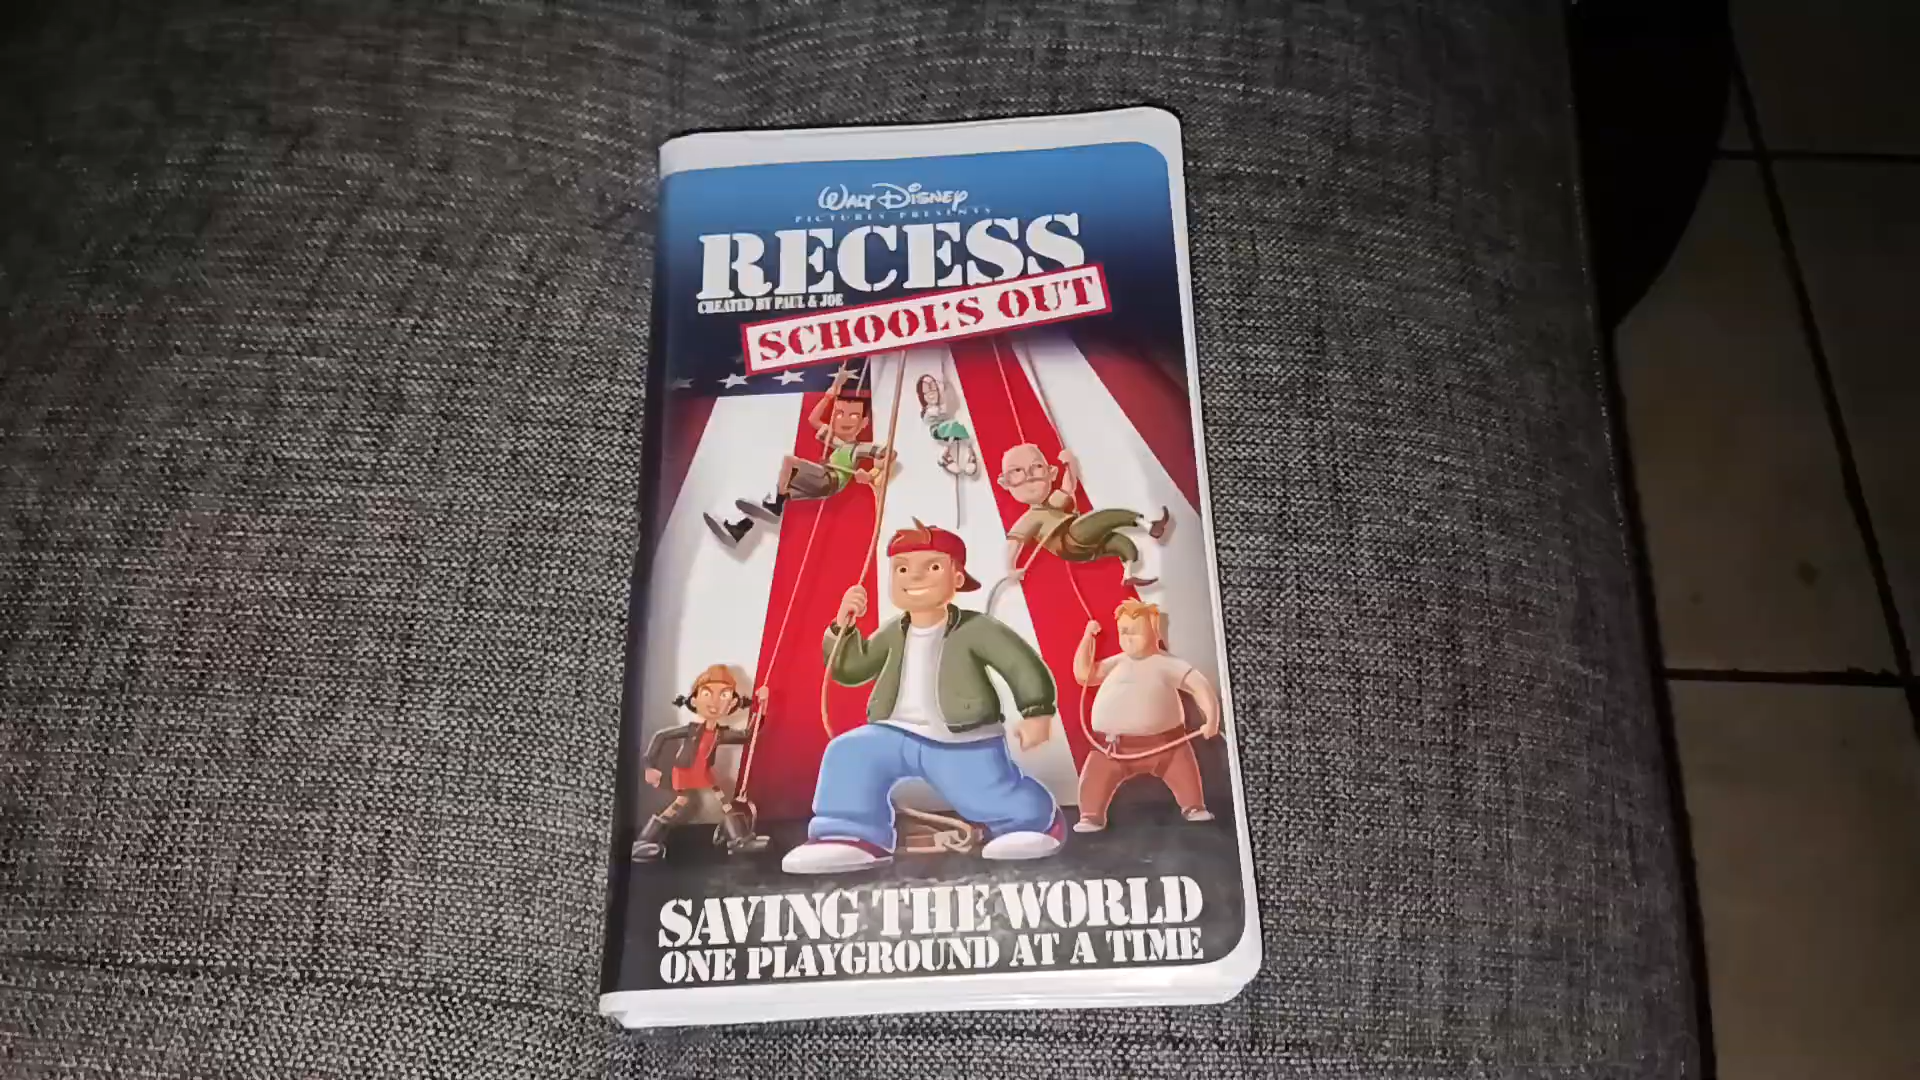 WALT DISNEY
PICTURES PRESENTS
RECESS
CREATED BY PAUL & JOE
SCHOOL'S OUT
SAVING THE WORLD
ONE PLAYGROUND AT A TIME